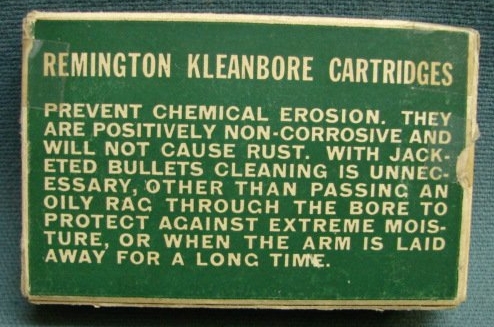 REMINGTON KLEANBORE CARTRIDGES
PREVENT CHEMICAL EROSION. THEY
ARE POSITIVELY NON-CORROSIVE AND
WILL NOT CAUSE RUST. WITH JACK-
ETED BULLETS CLEANING IS UNNEC-
ESSARY, OTHER THAN PASSING AN
OILY RAG THROUGH THE BORE TO
PROTECT AGAINST EXTREME MOIS-
TURE, OR WHEN THE ARM IS LAID
AWAY FOR A LONG TIME.